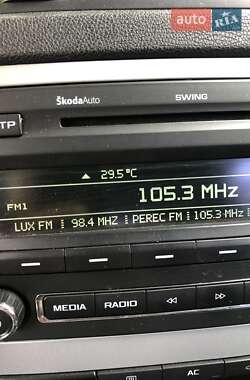 AUTO RIA.com
ŠkodaAuto
SWING
TP
29.5°C
105.3 MHz
FM1
LUX FM 98.4 MHZ PEREC FM 105.3 MHz
MEDIA RADIO
AC